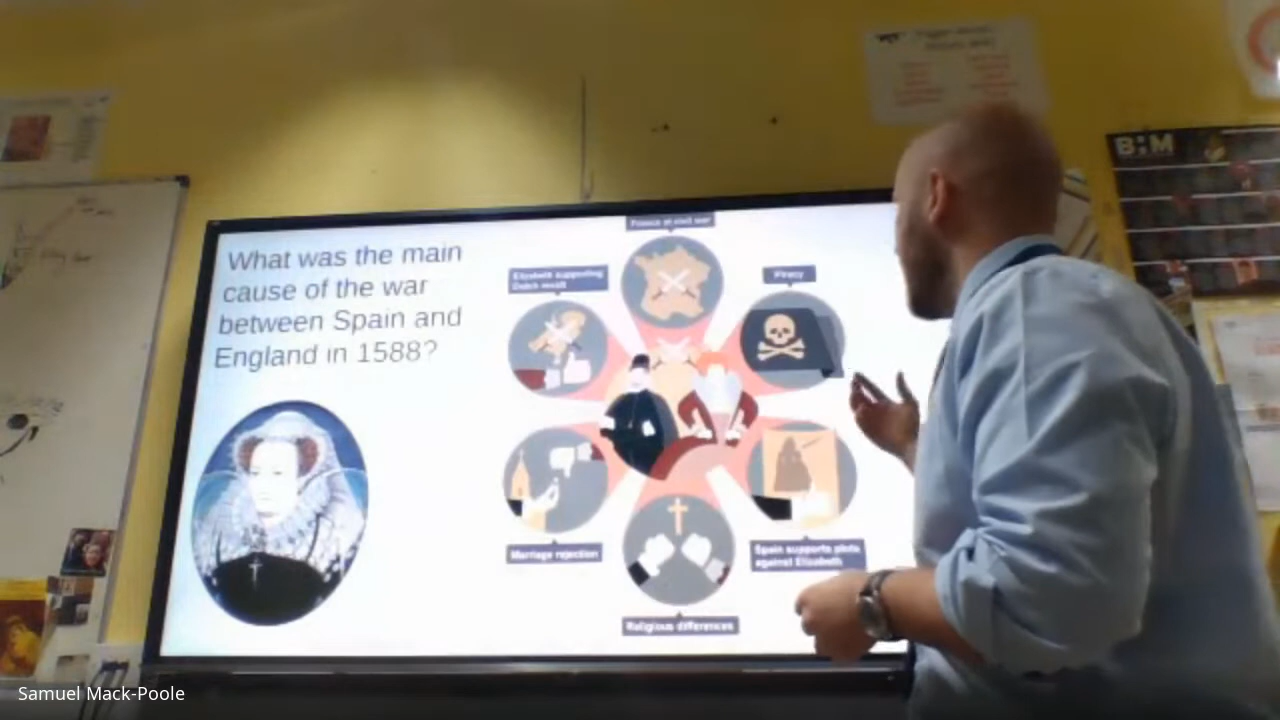 What was the main
cause of the war
between Spain and
England in 1588?
France at civil war
Elizabeth supporting
Dutch revolt
Piracy
Marriage rejection
Spain supports plots
against Elizabeth
Religious differences
B:M
Samuel Mack-Poole